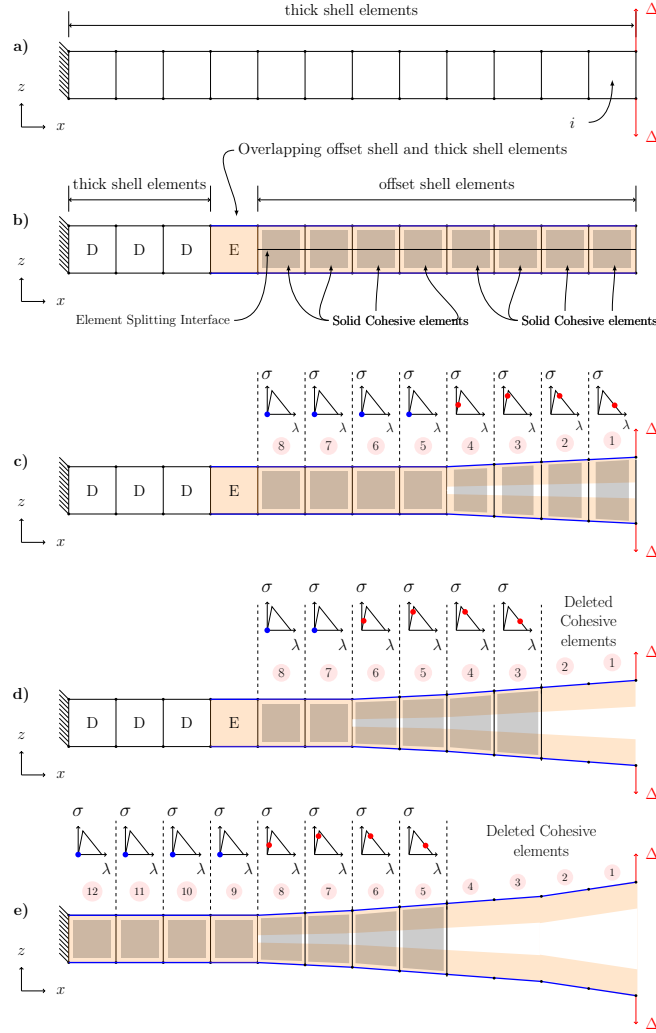 thick shell elements
Δ
a)
z
x
i
Δ
Overlapping offset shell and thick shell elements
thick shell elements
offset shell elements
b)
D D D E
z
x
Element Splitting Interface
Solid Cohesive elements
Solid Cohesive elements
σ σ σ σ σ σ σ σ
λ λ λ λ λ λ λ λ
8 7 6 5 4 3 2 1
Δ
c)
D D D E
z
x
Δ
σ σ σ σ σ σ
Deleted
Cohesive
elements
λ λ λ λ λ λ
8 7 6 5 4 3 2 1
Δ
d)
D D D E
z
x
Δ
σ σ σ σ σ σ σ σ
Deleted Cohesive
elements
λ λ λ λ λ λ λ λ
12 11 10 9 8 7 6 5 4 3 2 1
Δ
e)
z
x
Δ